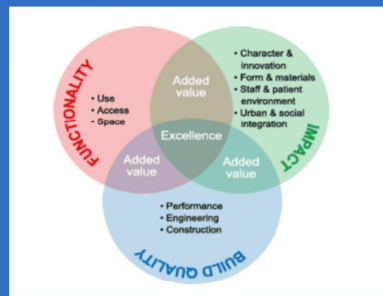 FUNCTIONALITY
• Use
• Access
• Space
Added
value
• Character &
innovation
• Form & materials
• Staff & patient
environment
• Urban & social
integration
IMPACT
Excellence
Added
value
Added
value
• Performance
• Engineering
• Construction
BUILD QUALITY